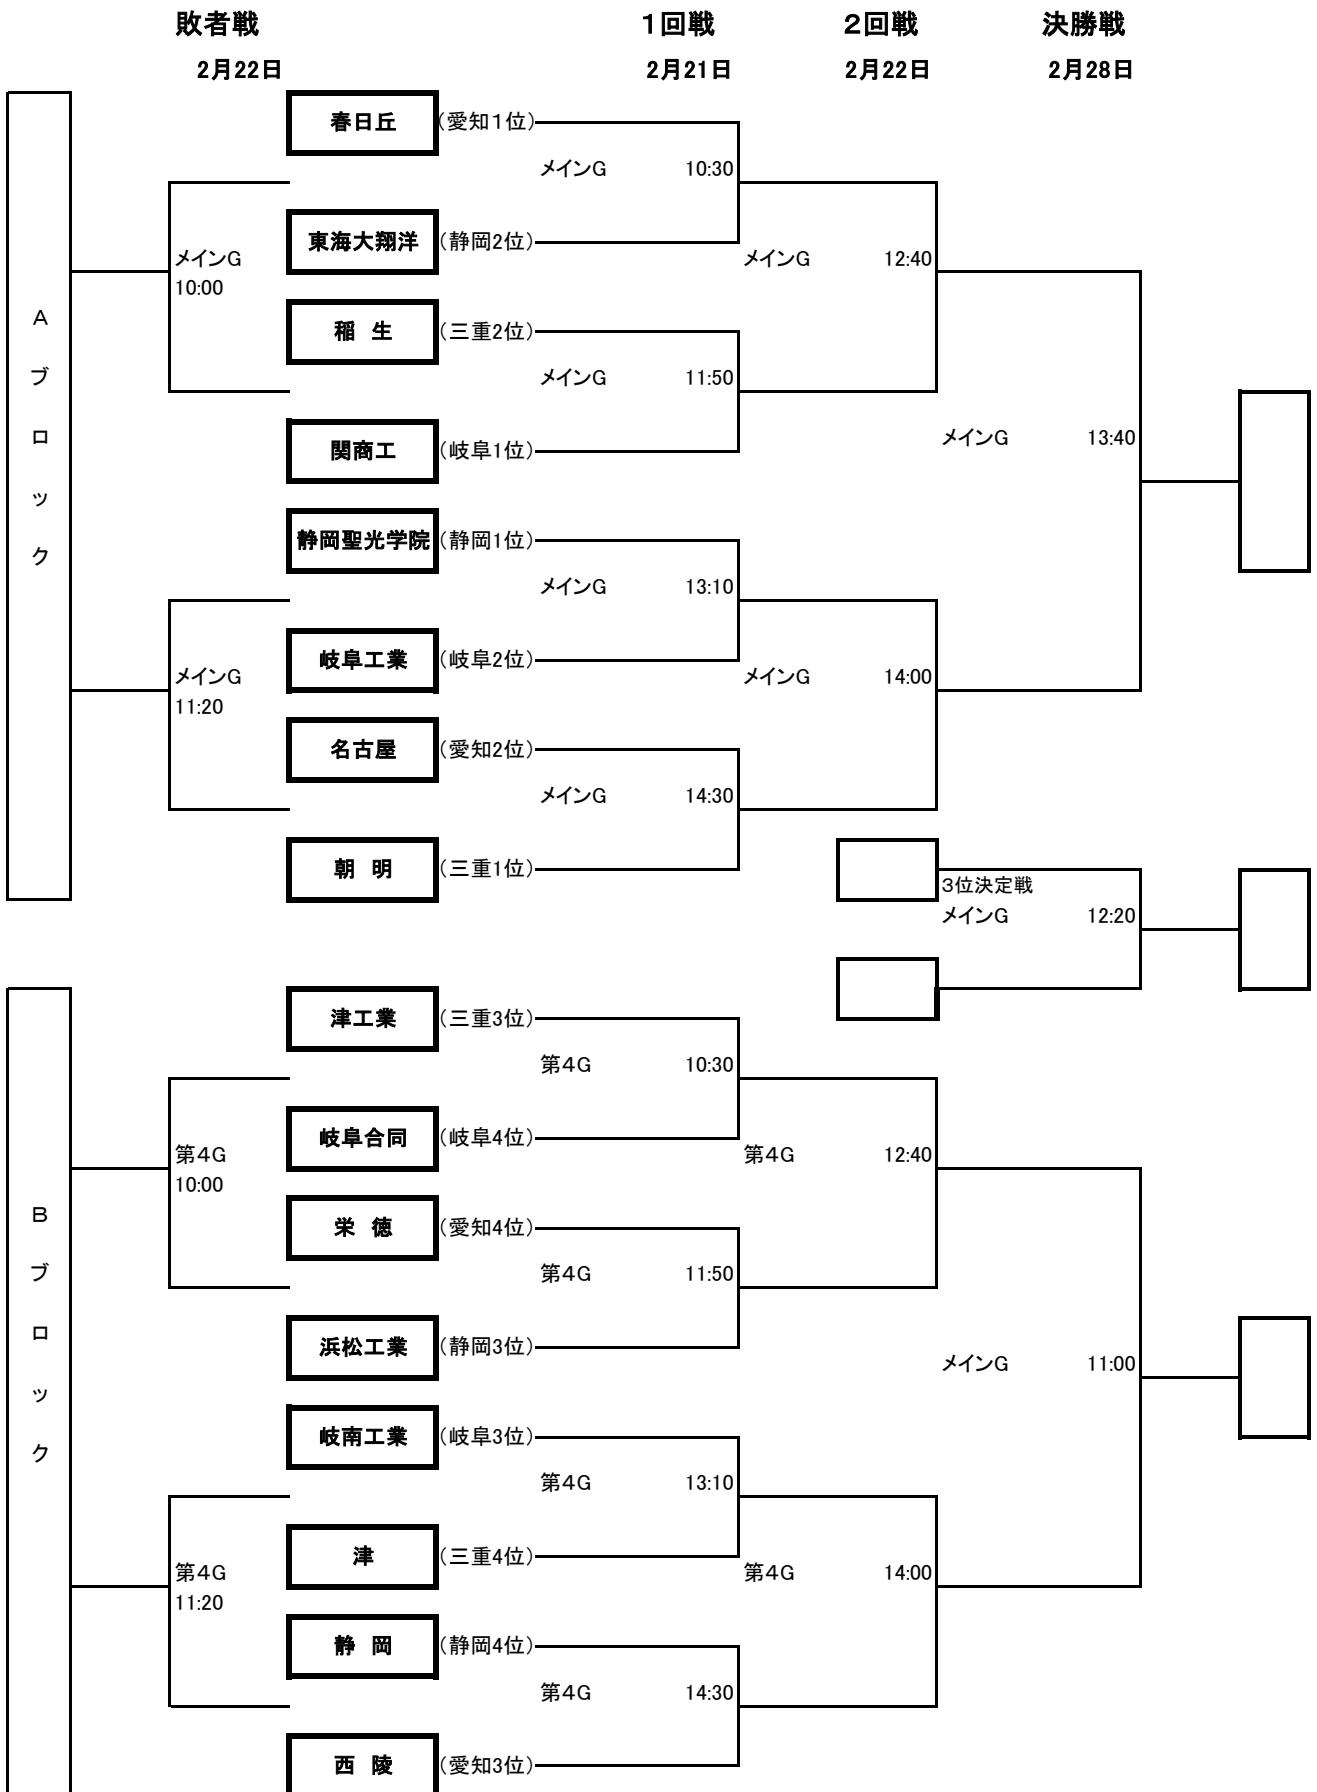 敗者戦 1回戦 2回戦 決勝戦
2月22日 2月21日 2月22日 2月28日
春日丘 （愛知1位）
メインG 10:30
東海大翔洋 （静岡2位）
メインG メインG 12:40
10:00
Aブロック
稲 生 （三重2位）
メインG 11:50
関商工 （岐阜1位）
メインG 13:40
静岡聖光学院 （静岡1位）
メインG 13:10
岐阜工業 （岐阜2位）
メインG メインG 14:00
11:20
名古屋 （愛知2位）
メインG 14:30
朝 明 （三重1位）
3位決定戦
メインG 12:20
津工業 （三重3位）
第4G 10:30
岐阜合同 （岐阜4位）
第4G 第4G 12:40
10:00
Bブロック
栄 徳 （愛知4位）
第4G 11:50
浜松工業 （静岡3位）
メインG 11:00
岐南工業 （岐阜3位）
第4G 13:10
津 （三重4位）
第4G 第4G 14:00
11:20
静 岡 （静岡4位）
第4G 14:30
西 陵 （愛知3位）